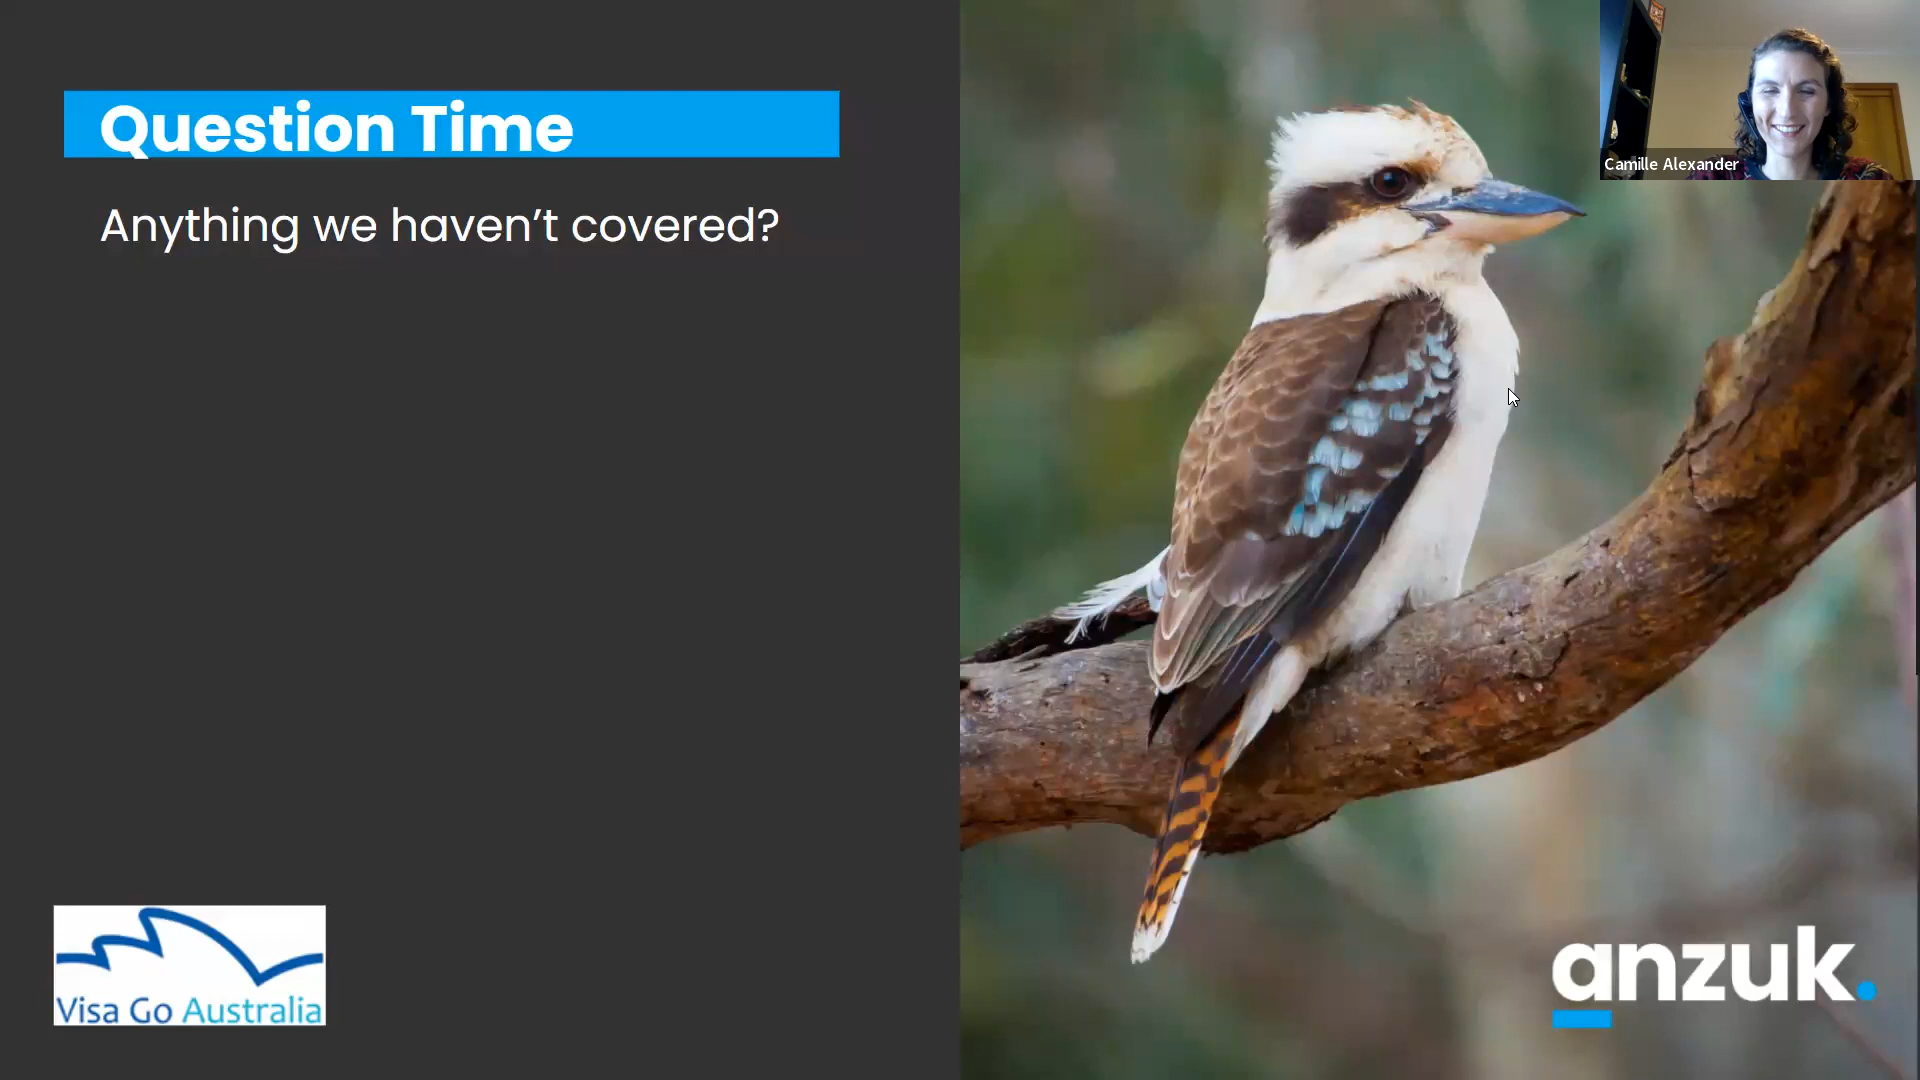 Question Time
Anything we haven’t covered?
Camille Alexander
Visa Go Australia
anzuk.